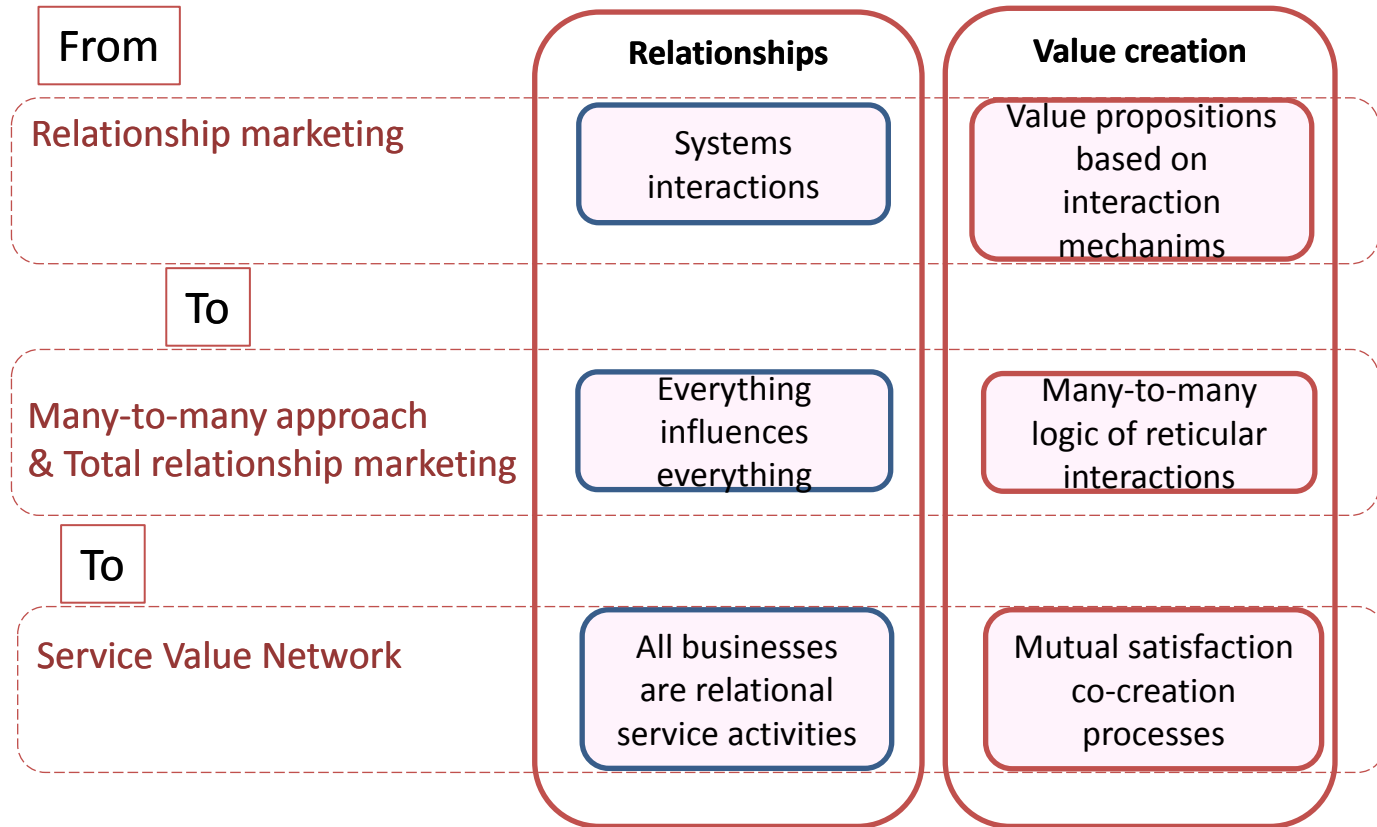 From
Relationships
Value creation
Relationship marketing
Systems
interactions
Value propositions
based on
interaction
mechanims
To
Many-to-many approach
& Total relationship marketing
Everything
influences
everything
Many-to-many
logic of reticular
interactions
To
Service Value Network
All businesses
are relational
service activities
Mutual satisfaction
co-creation
processes